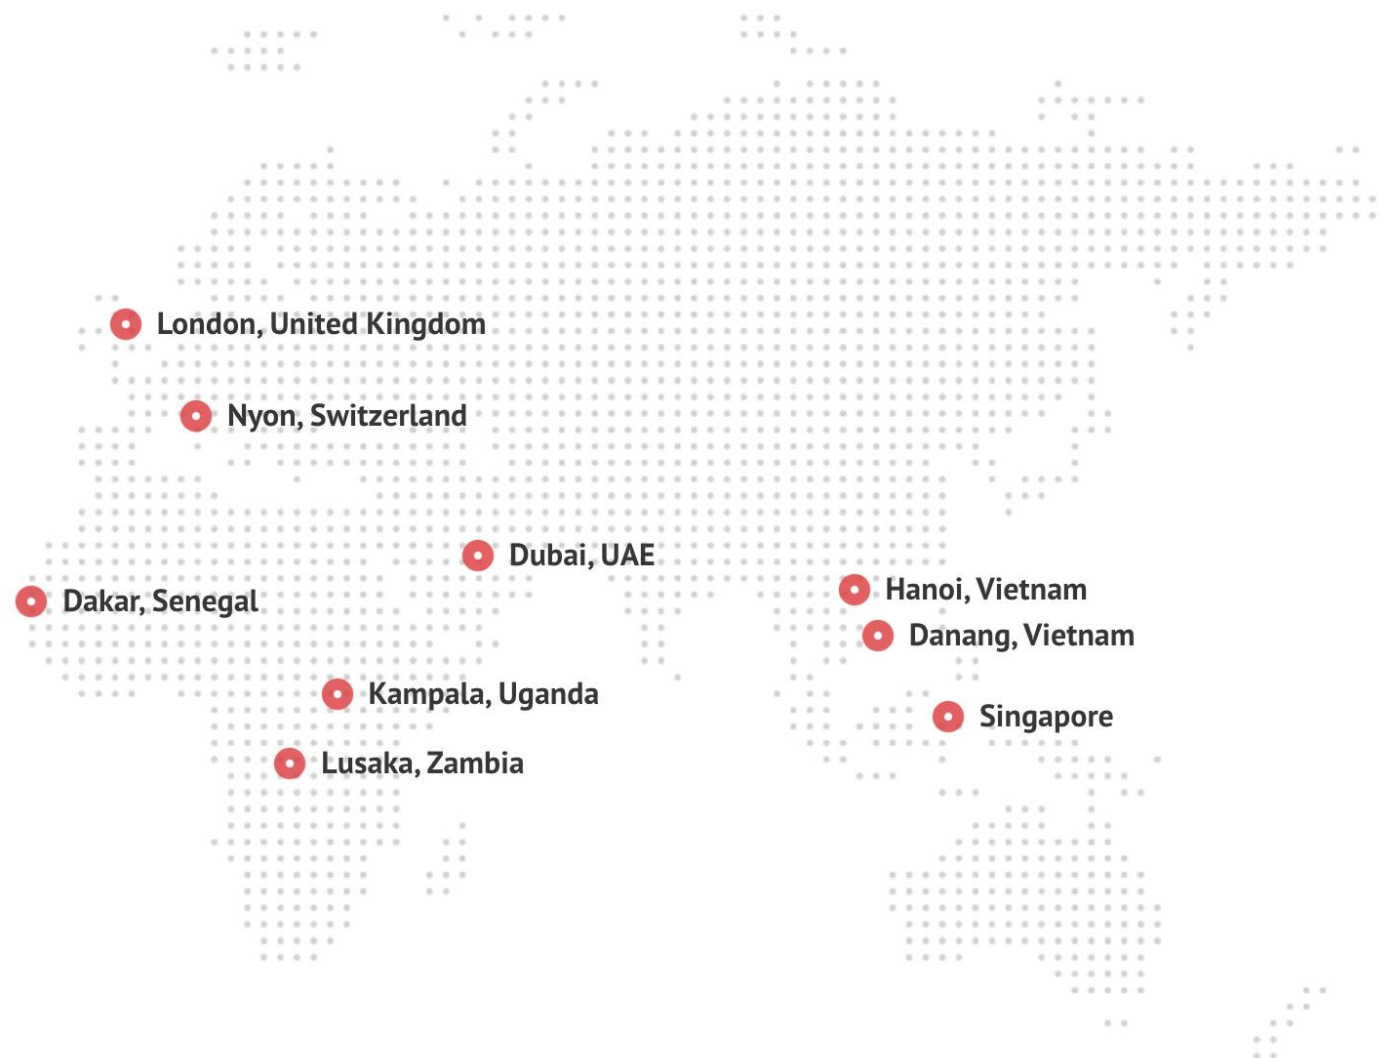 London, United Kingdom
Nyon, Switzerland
Dubai, UAE
Hanoi, Vietnam
Dakar, Senegal
Danang, Vietnam
Kampala, Uganda
Singapore
Lusaka, Zambia